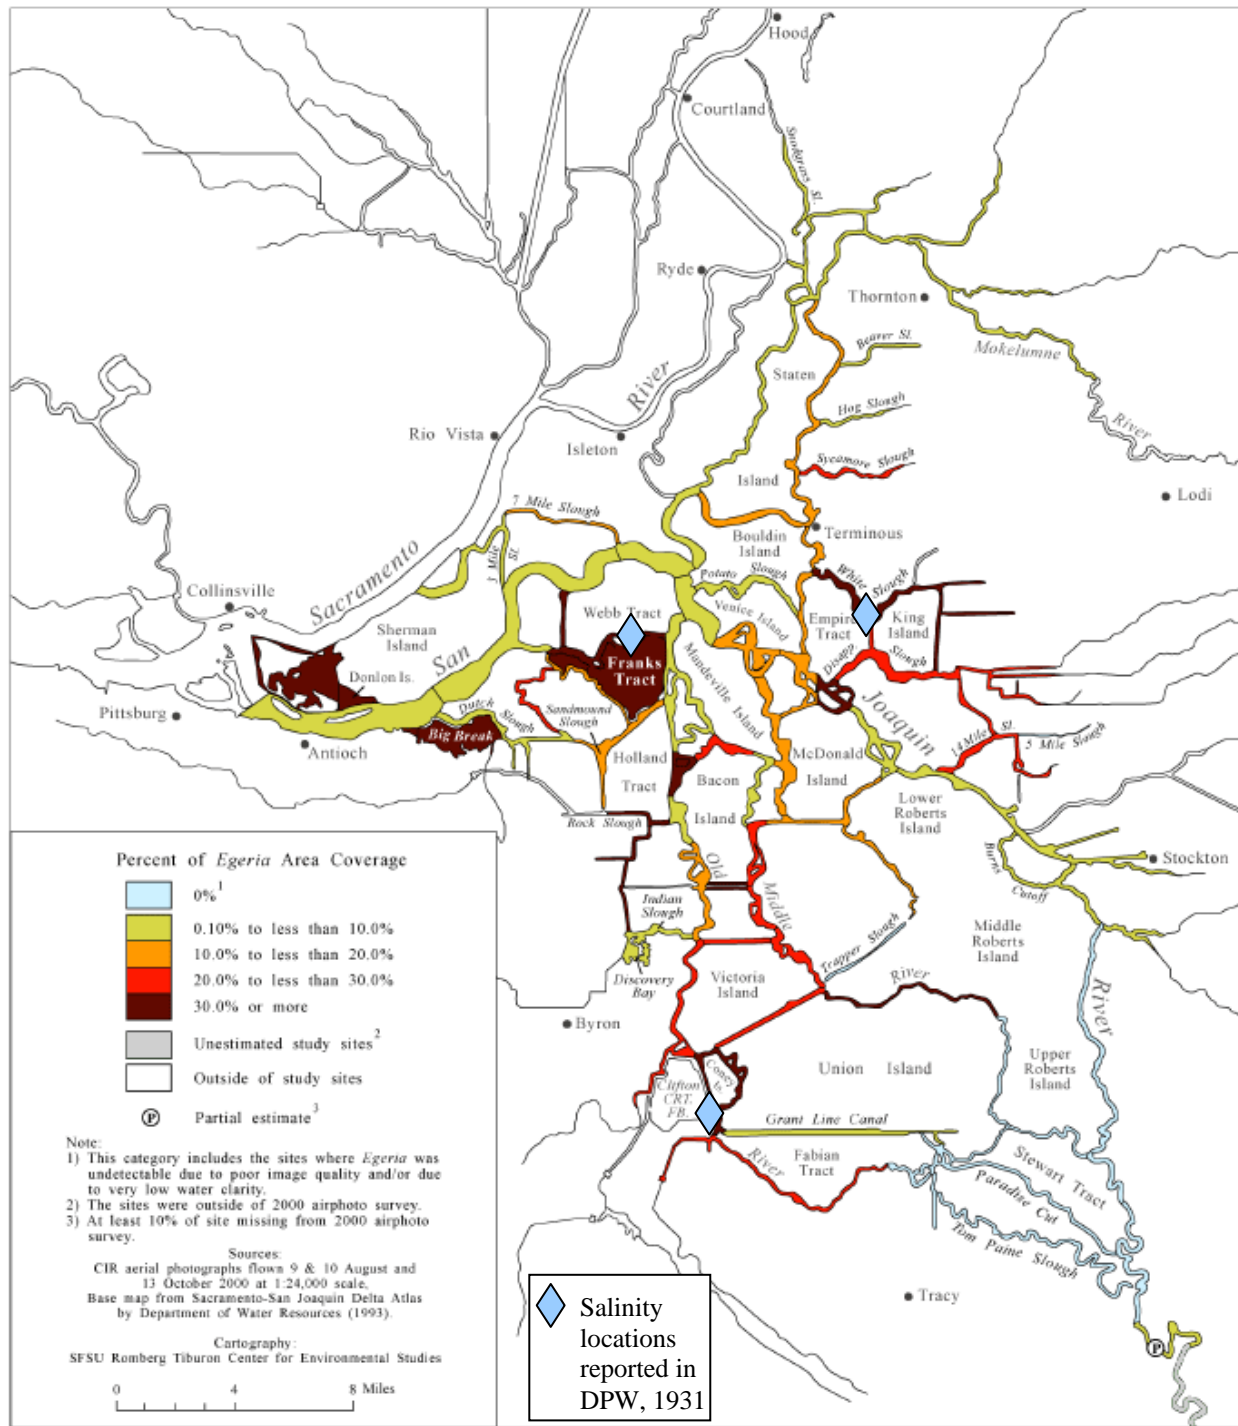 Hood
Courtland
Snodgrass Sl.
Ryde
Thornton
Mokelumne
River
Beaver Sl.
Staten
Island
Hog Slough
River
Rio Vista
Isleton
Sycamore Slough
Lodi
7 Mile Slough
Terminous
Bouldin
Island
3 Mile
Sl.
Sacramento
Collinsville
Potato Slough
White Slough
Webb Tract
Venice Island
Empire
Tract
King
Island
Sherman
Island
San
Franks
Tract
Disapp.
Slough
Donlon Is.
Mandeville Island
Joaquin
Pittsburg
Dutch Slough
Sandmound
Slough
Big Break
14 Mile Sl.
5 Mile Slough
Antioch
Holland
Tract
McDonald
Island
Bacon
Island
Lower
Roberts
Island
Rock Slough
Burns
Cutoff
Stockton
Old
Middle
Indian
Slough
Middle
Roberts
Island
Trapper Slough
Discovery
Bay
Victoria
Island
River
River
Byron
Coney
Is.
Union Island
Upper
Roberts
Island
Clifton
CRT.
FB.
Grant Line Canal
River
Fabian
Tract
Stewart Tract
Paradise Cut
Tom Paine Slough
Tracy
P
Percent of Egeria Area Coverage
0%1
0.10% to less than 10.0%
10.0% to less than 20.0%
20.0% to less than 30.0%
30.0% or more
Unestimated study sites2
Outside of study sites
P Partial estimate3
Note:
1) This category includes the sites where Egeria was
undetectable due to poor image quality and/or due
to very low water clarity.
2) The sites were outside of 2000 airphoto survey.
3) At least 10% of site missing from 2000 airphoto
survey.
Sources:
CIR aerial photographs flown 9 & 10 August and
13 October 2000 at 1:24,000 scale.
Base map from Sacramento-San Joaquin Delta Atlas
by Department of Water Resources (1993).
Cartography:
SFSU Romberg Tiburon Center for Environmental Studies
0 4 8 Miles
Salinity
locations
reported in
DPW, 1931